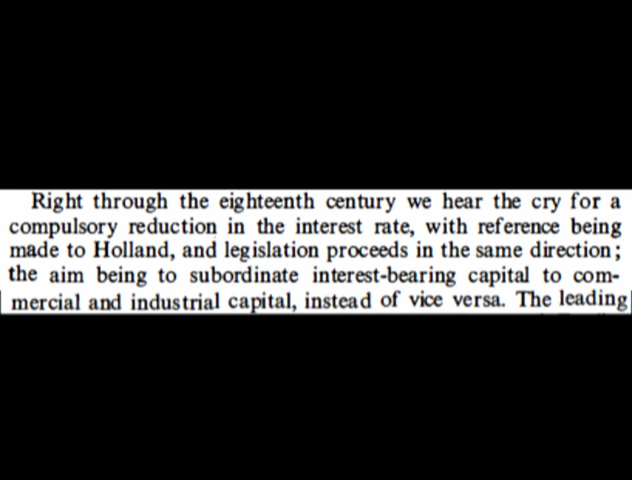 Right through the eighteenth century we hear the cry for a
compulsory reduction in the interest rate, with reference being
made to Holland, and legislation proceeds in the same direction;
the aim being to subordinate interest-bearing capital to com-
mercial and industrial capital, instead of vice versa. The leading